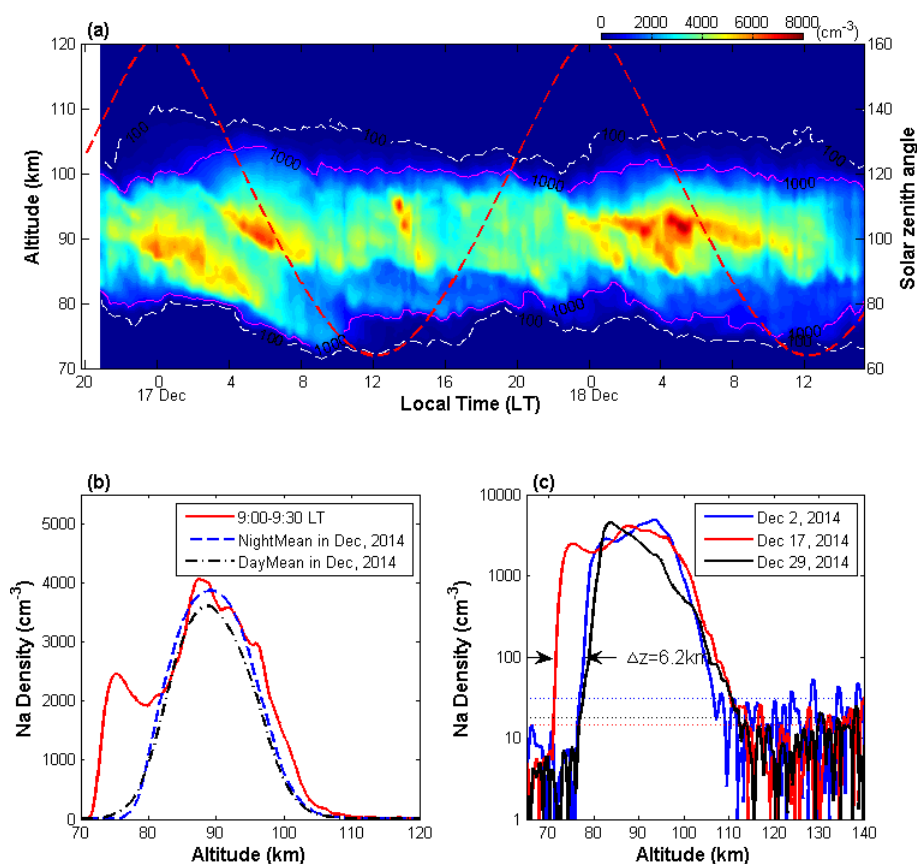 (a)
0 2000 4000 6000 8000
(cm-3)
120 160
110 140
100 120
90 100
80 80
70 60
Altitude (km)
Solar zenith angle
100
100
1000
1000
100
1000
1000
100
1000
100
20 0 4 8 12 16 20 0 4 8 12
17 Dec 18 Dec
Local Time (LT)
(b)
5000
4000
3000
2000
1000
0
Na Density (cm-3)
9:00-9:30 LT
NightMean in Dec, 2014
DayMean in Dec, 2014
70 80 90 100 110 120
Altitude (km)
(c)
10000
1000
100
10
1
Na Density (cm-3)
Dec 2, 2014
Dec 17, 2014
Dec 29, 2014
Δz=6.2km
70 80 90 100 110 120 130 140
Altitude (km)